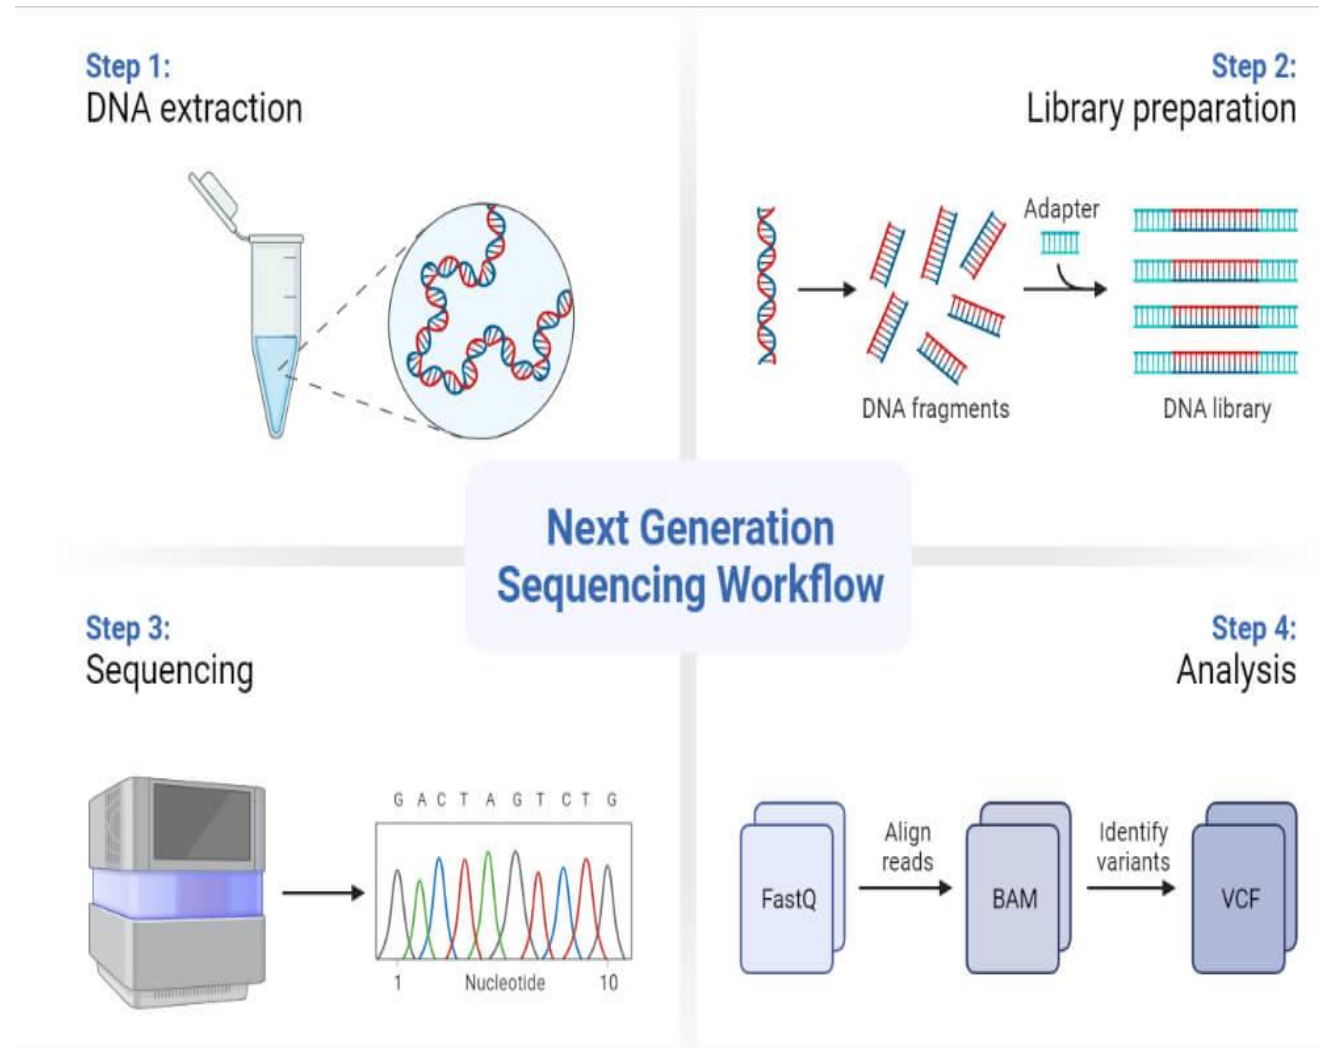 Step 1:
DNA extraction
Step 2:
Library preparation
Adapter
DNA fragments
DNA library
Next Generation
Sequencing Workflow
Step 3:
Sequencing
G A C T A G T C T G
1 Nucleotide 10
Step 4:
Analysis
Align
reads
Identify
variants
FastQ
BAM
VCF